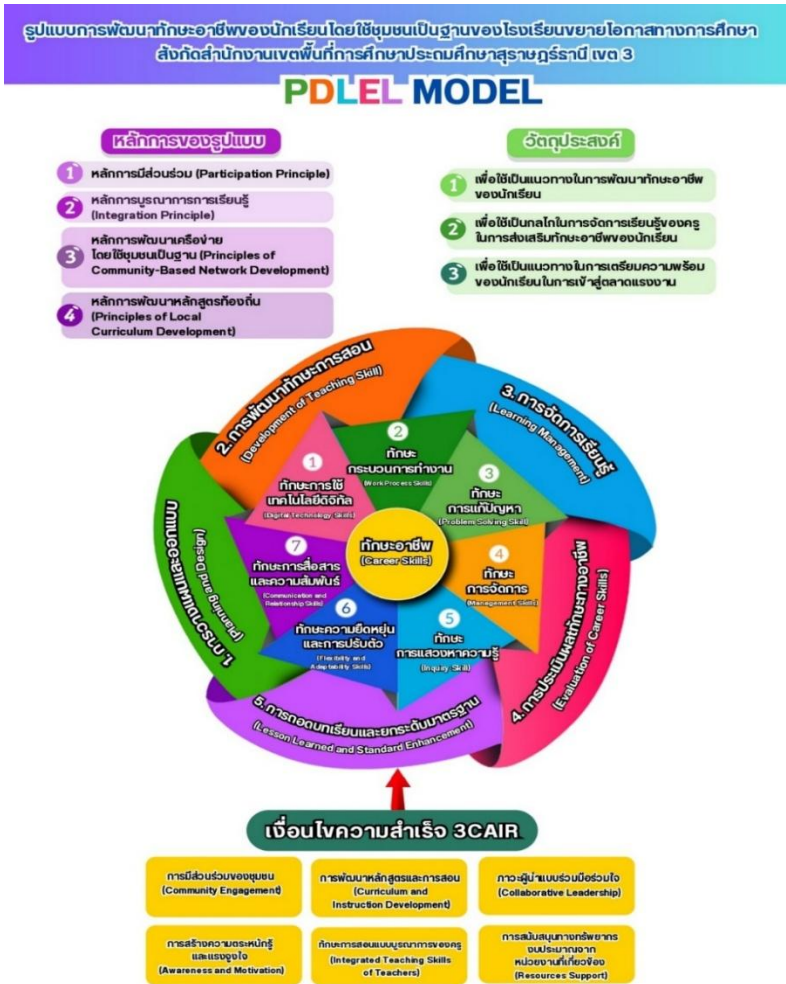 รูปแบบการพัฒนาทักษะอาชีพของนักเรียนโดยใช้ชุมชนเป็นฐานของโรงเรียนขยายโอกาสทางการศึกษา
สังกัดสำนักงานเขตพื้นที่การศึกษาประถมศึกษาสุราษฎร์ธานี เขต 3
PDLEL MODEL
หลักการของรูปแบบ
1 หลักการมีส่วนร่วม (Participation Principle)
2 หลักการบูรณาการการเรียนรู้
(Integration Principle)
3 หลักการพัฒนาเครือข่าย
โดยใช้ชุมชนเป็นฐาน (Principles of
Community-Based Network Development)
4 หลักการพัฒนาหลักสูตรท้องถิ่น
(Principles of Local
Curriculum Development)
วัตถุประสงค์
1 เพื่อใช้เป็นแนวทางในการพัฒนาทักษะอาชีพ
ของนักเรียน
2 เพื่อใช้เป็นกลไกในการจัดการเรียนรู้ของครู
ในการส่งเสริมทักษะอาชีพของนักเรียน
3 เพื่อใช้เป็นแนวทางในการเตรียมความพร้อม
ของนักเรียนในการเข้าสู่ตลาดแรงงาน
1. การวางแผนและออกแบบ
(Planning and Design)
2. การพัฒนาทักษะการสอน
(Development of Teaching Skill)
3. การจัดการเรียนรู้
(Learning Management)
4. การประเมินผลทักษะทางอาชีพ
(Evaluation of Career Skills)
5. การถอดบทเรียนและยกระดับมาตรฐาน
(Lesson Learned and Standard Enhancement)
1
ทักษะการใช้
เทคโนโลยีดิจิทัล
(Digital Technology Skills)
2
ทักษะ
กระบวนการทำงาน
(Work Process Skills)
3
ทักษะ
การแก้ปัญหา
(Problem Solving Skill)
4
ทักษะ
การจัดการ
(Management Skills)
5
ทักษะ
การแสวงหาความรู้
(Inquiry Skill)
6
ทักษะความยืดหยุ่น
และการปรับตัว
(Flexibility and
Adaptability Skills)
7
ทักษะการสื่อสาร
และความสัมพันธ์
(Communication and
Relationship Skills)
ทักษะอาชีพ
(Career Skills)
เงื่อนไขความสำเร็จ 3CAIR
การมีส่วนร่วมของชุมชน
(Community Engagement)
การพัฒนาหลักสูตรและการสอน
(Curriculum and
Instruction Development)
ภาวะผู้นำแบบร่วมมือร่วมใจ
(Collaborative Leadership)
การสร้างความตระหนักรู้
และแรงจูงใจ
(Awareness and Motivation)
ทักษะการสอนแบบบูรณาการของครู
(Integrated Teaching Skills
of Teachers)
การสนับสนุนทางทรัพยากร
งบประมาณจาก
หน่วยงานที่เกี่ยวข้อง
(Resources Support)